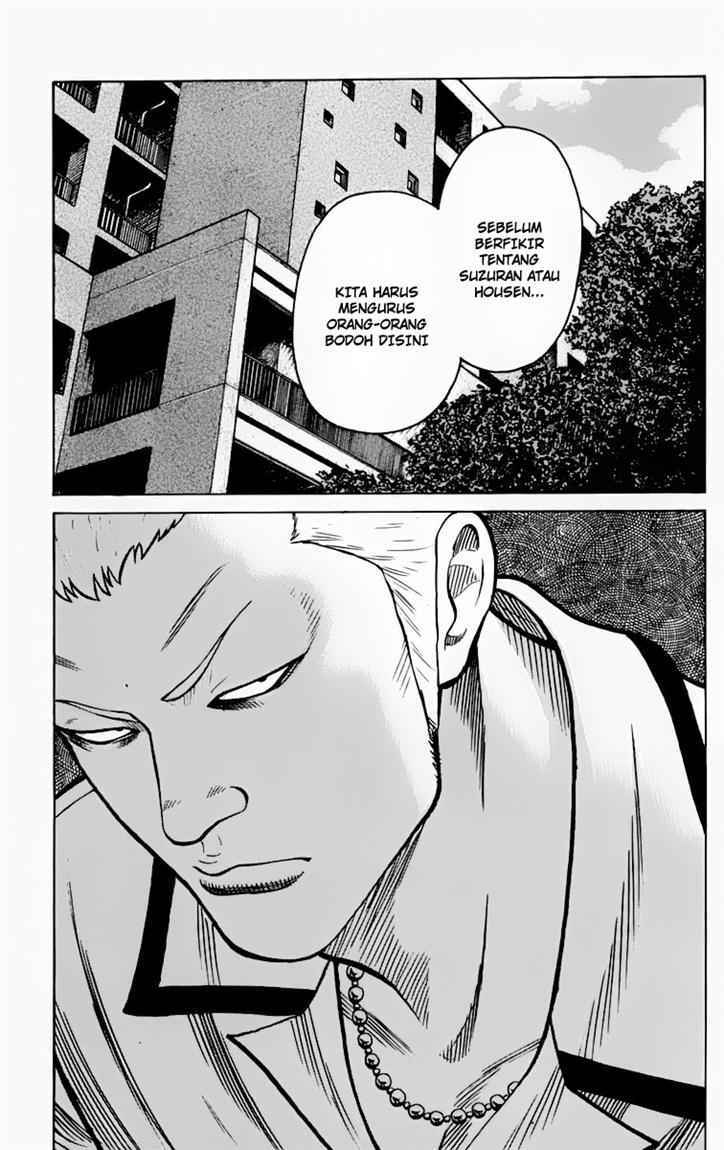 SEBELUM
BERFIKIR
TENTANG
SUZURAN ATAU
HOUSEN...
KITA HARUS
MENGURUS
ORANG-ORANG
BODOH DISINI